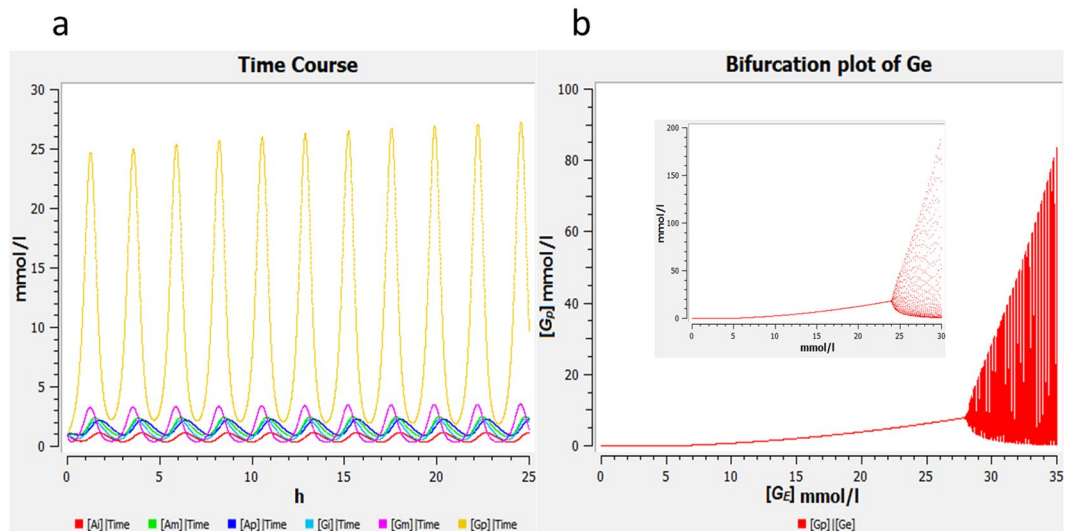 a
Time Course
30
25
20
15
10
5
0
mmol/l
0 5 10 15 20 25
h
[Ai]|Time [Am]|Time [Ap]|Time [Gi]|Time [Gm]|Time [Gp]|Time
b
Bifurcation plot of Ge
100
80
60
40
20
0
[Gp] mmol/l
200
150
100
50
0
mmol/l
0 5 10 15 20 25 30
mmol/l
0 5 10 15 20 25 30 35
[GE] mmol/l
[Gp]|[Ge]